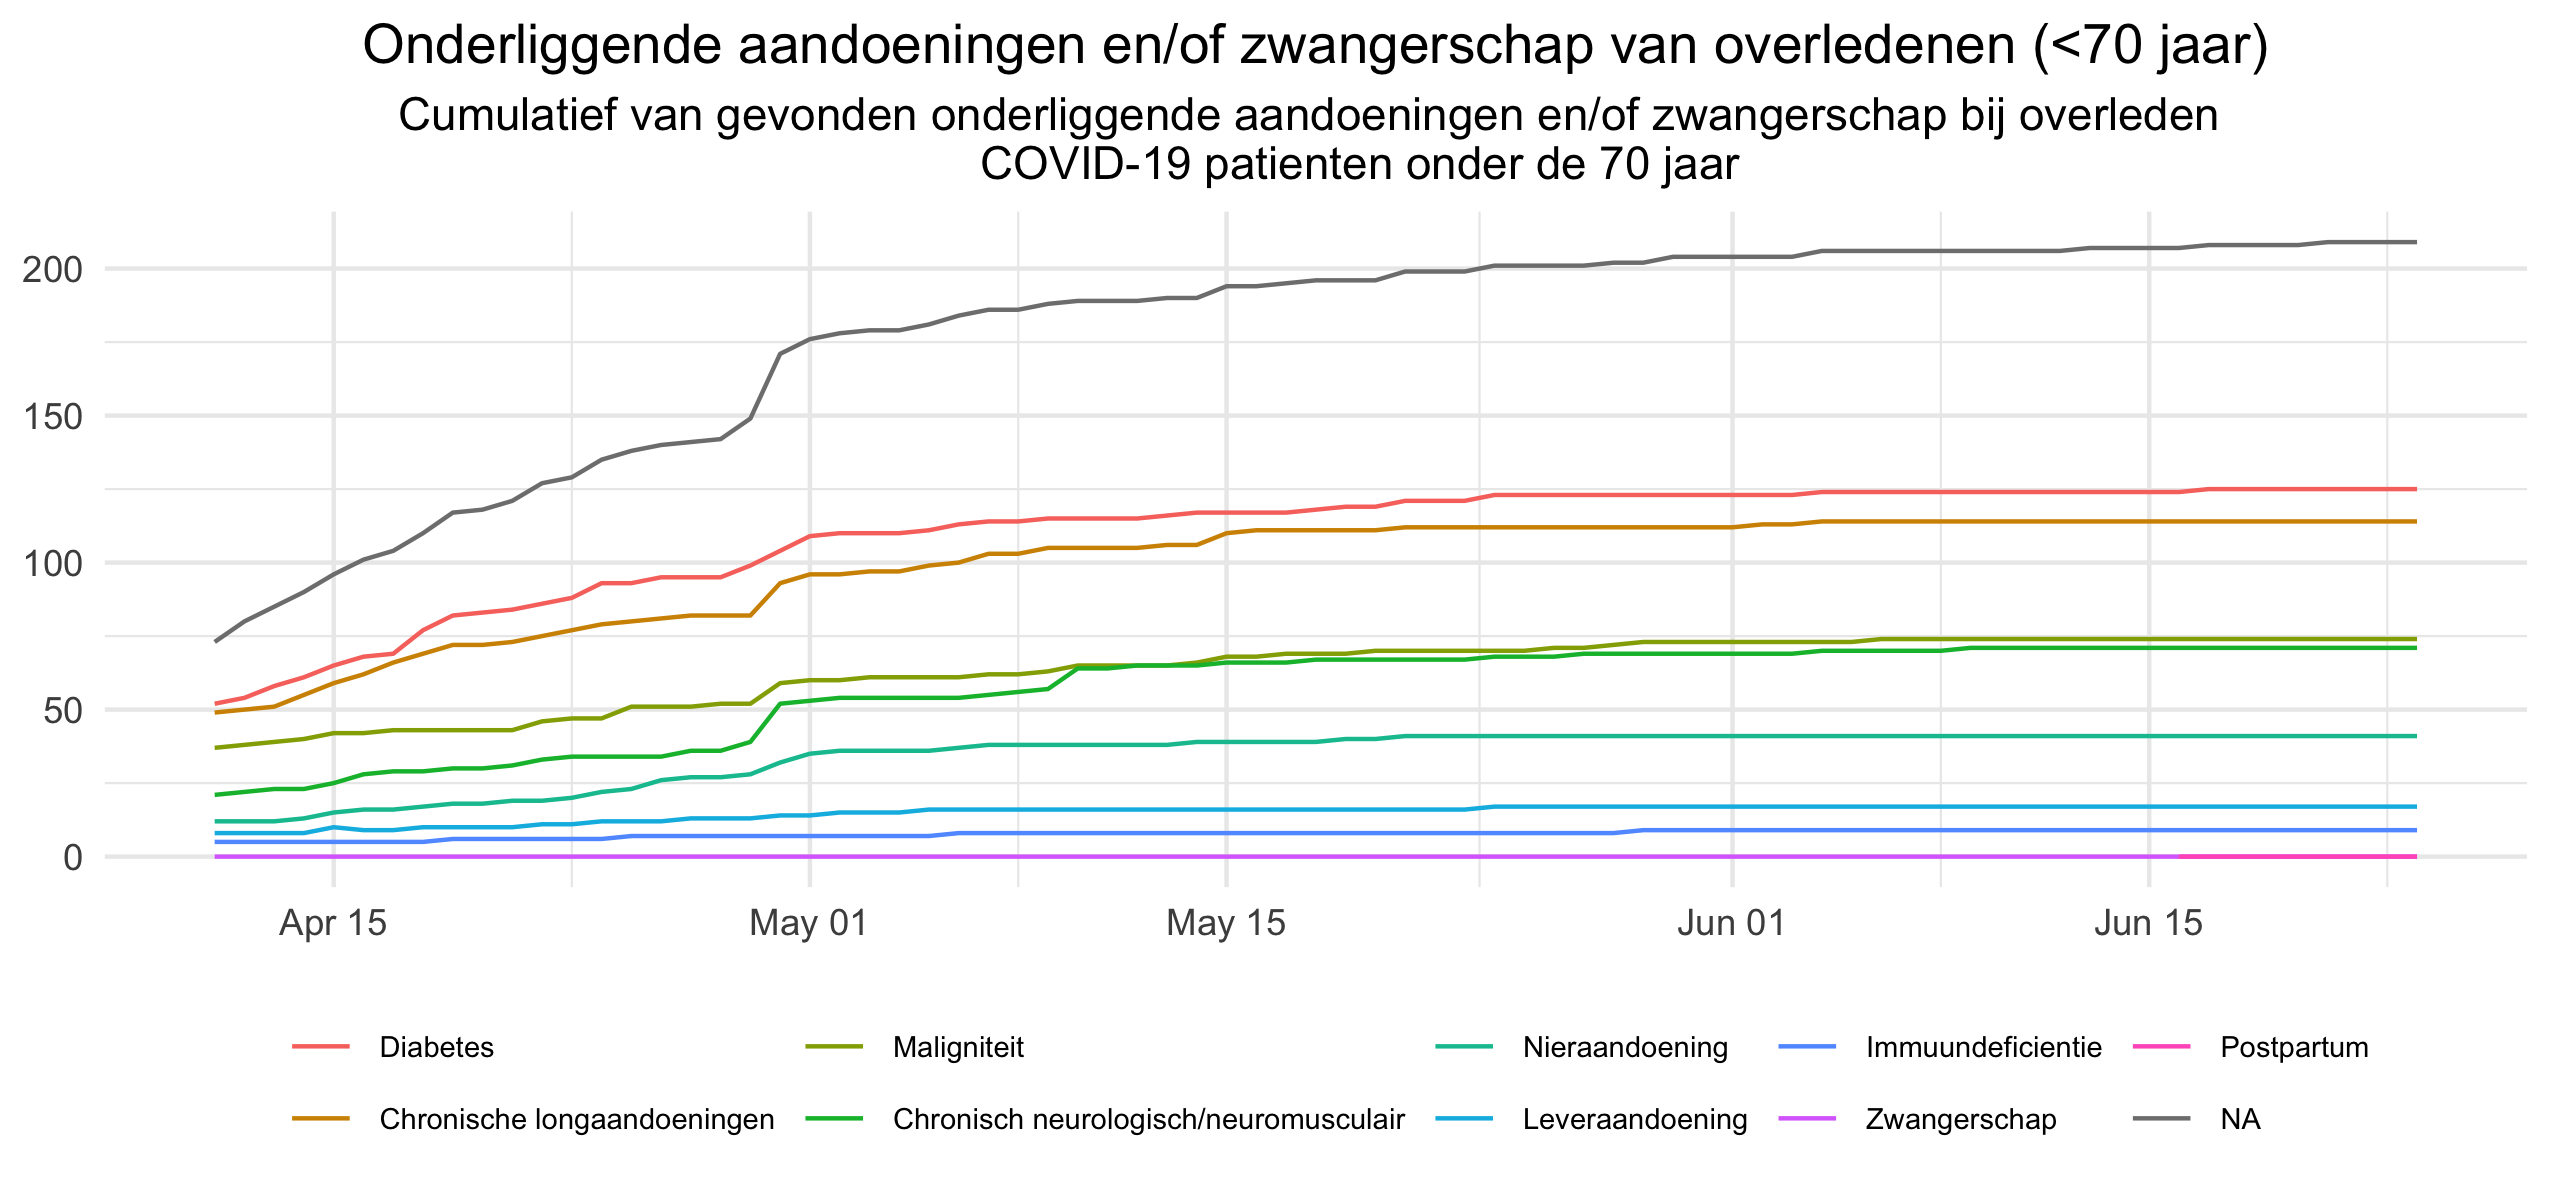 Onderliggende aandoeningen en/of zwangerschap van overledenen (<70 jaar)
Cumulatief van gevonden onderliggende aandoeningen en/of zwangerschap bij overleden
COVID-19 patienten onder de 70 jaar
200
150
100
50
0
Apr 15
May 01
May 15
Jun 01
Jun 15
Diabetes
Maligniteit
Nieraandoening
Immuundeficientie
Postpartum
Chronische longaandoeningen
Chronisch neurologisch/neuromusculair
Leveraandoening
Zwangerschap
NA